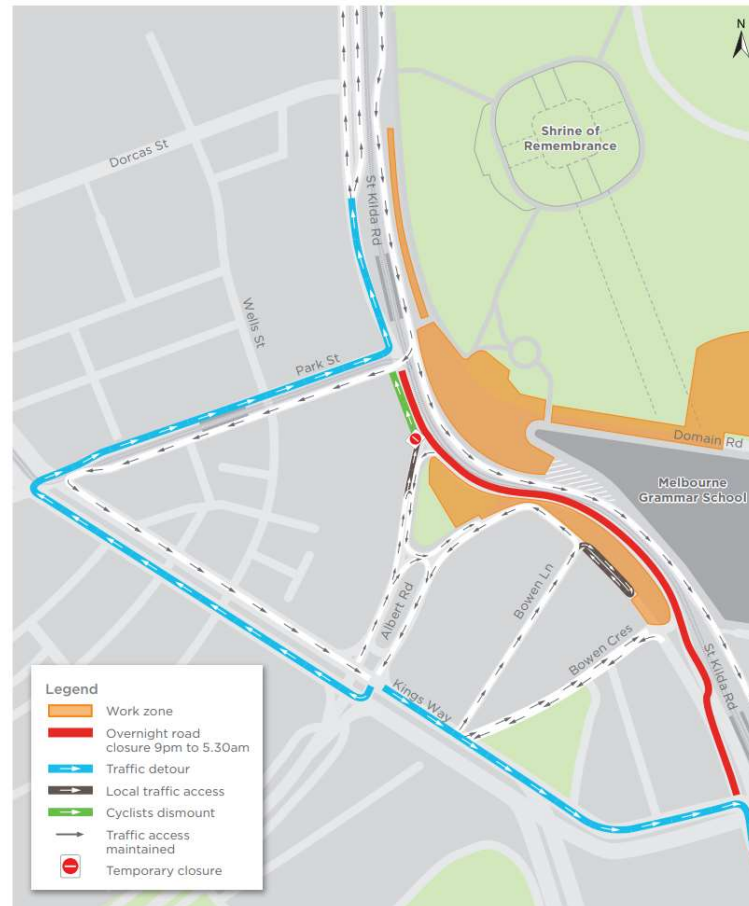 N
Shrine of
Remembrance
Dorcas St
St Kilda Rd
Wells St
Park St
Domain Rd
Melbourne
Grammar School
Albert Rd
Bowen Ln
Bowen Cres
Kings Way
St Kilda Rd
Legend
Work zone
Overnight road
closure 9pm to 5.30am
Traffic detour
Local traffic access
Cyclists dismount
Traffic access
maintained
Temporary closure